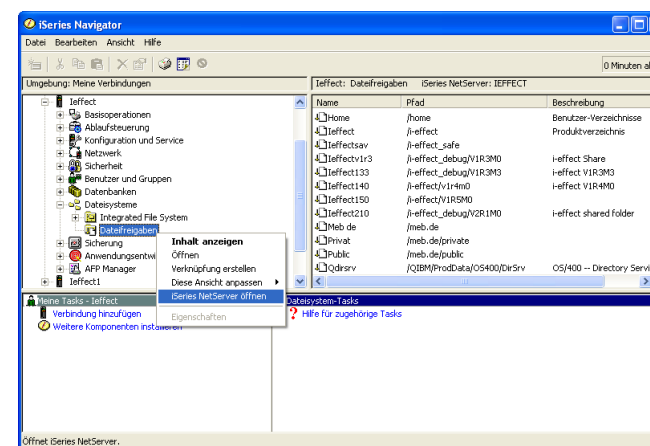 iSeries Navigator
Datei Bearbeiten Ansicht Hilfe
0 Minuten al
Umgebung: Meine Verbindungen
Ieffect: Dateifreigaben iSeries NetServer: IEFFECT
Ieffect
Basisoperationen
Ablaufsteuerung
Konfiguration und Service
Netzwerk
Sicherheit
Benutzer und Gruppen
Datenbanken
Dateisysteme
Integrated File System
Dateifreigaben
Sicherung
Anwendungsentwi
AFP Manager
Ieffect1
Inhalt anzeigen
Öffnen
Verknüpfung erstellen
Diese Ansicht anpassen
iSeries NetServer öffnen
Eigenschaften
Name Pfad Beschreibung
Home /home Benutzer-Verzeichnisse
Ieffect /i-effect Produktverzeichnis
Ieffectsav /i-effect_safe
Ieffectv1r3 /i-effect_debug/V1R3M0 i-effect Share
Ieffect133 /i-effect_debug/V1R3M3 i-effect V1R3M3
Ieffect140 /i-effect/v1r4m0 i-effect V1R4M0
Ieffect150 /i-effect/V1R5M0
Ieffect210 /i-effect_debug/V2R1M0 i-effect shared folder
Meb de /meb.de
Privat /meb.de/private
Public /meb.de/public
Qdirsrv /QIBM/ProdData/OS400/DirSrv OS/400 -- Directory Servi
Meine Tasks - Ieffect
Verbindung hinzufügen
Weitere Komponenten installieren
Dateisystem-Tasks
Hilfe für zugehörige Tasks
Öffnet iSeries NetServer.